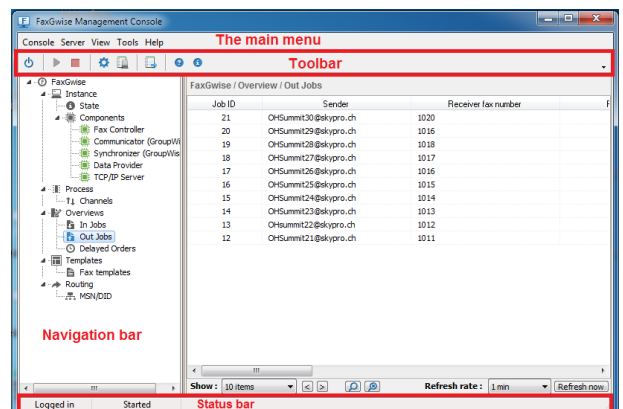 FaxGwise Management Console
Console Server View Tools Help The main menu
Toolbar
FaxGwise
Instance
State
Components
Fax Controller
Communicator (GroupWi
Synchronizer (GroupWis
Data Provider
TCP/IP Server
Process
Channels
Overviews
In Jobs
Out Jobs
Delayed Orders
Templates
Fax templates
Routing
MSN/DID
Navigation bar
FaxGwise / Overview / Out Jobs
Job ID Sender Receiver fax number F
21 OHSummit30@skypro.ch 1020
20 OHSummit29@skypro.ch 1016
19 OHSummit28@skypro.ch 1018
18 OHSummit27@skypro.ch 1017
17 OHSummit26@skypro.ch 1016
16 OHSummit25@skypro.ch 1015
15 OHSummit24@skypro.ch 1014
14 OHSummit23@skypro.ch 1013
13 OHsummit22@skypro.ch 1012
12 OHSummit21@skypro.ch 1011
Show : 10 items < > Refresh rate : 1 min Refresh now
Logged in Started Status bar